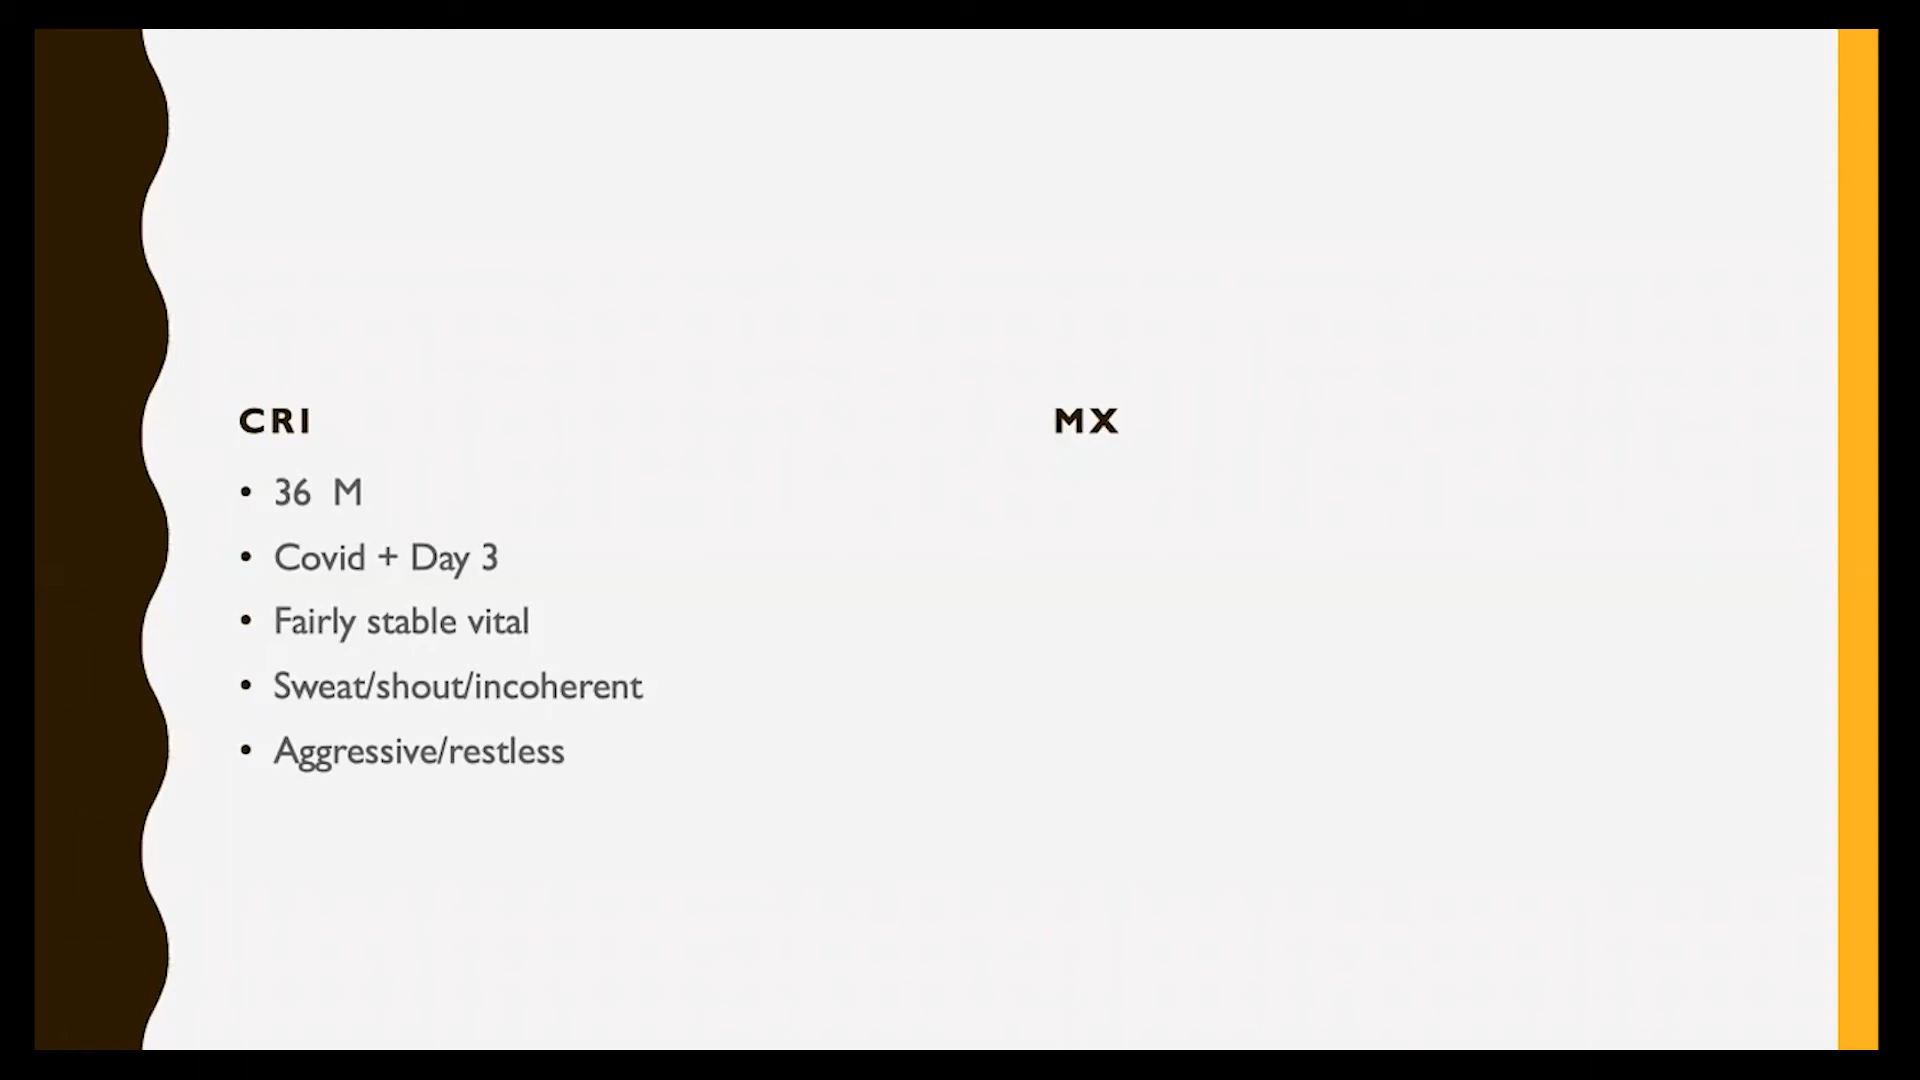 CRI
• 36 M
• Covid + Day 3
• Fairly stable vital
• Sweat/shout/incoherent
• Aggressive/restless
MX